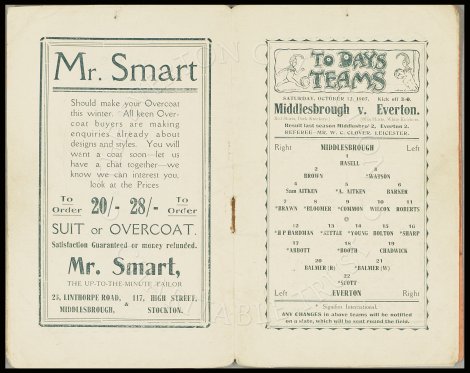 Mr. Smart
Should make your Overcoat
this winter. All keen Over-
coat buyers are making
enquiries already about
designs and styles. You will
want a coat soon—let us
have a chat together—we
know we can interest you,
look at the Prices
To Order 20/- 28/- To Order
SUIT or OVERCOAT.
Satisfaction Guaranteed or money refunded.
Mr. Smart,
THE UP-TO-THE-MINUTE TAILOR
25, LINTHORPE ROAD, & 117, HIGH STREET,
MIDDLESBROUGH, STOCKTON.
TO DAYS
TEAMS
SATURDAY, OCTOBER 12, 1907. Kick off 3-0.
Middlesbrough v. Everton.
Result last season Middlesbro' 2, Everton 2.
REFEREE—MR. W. C. CLOVER, LEICESTER.
Right MIDDLESBROUGH Left
1
HASELL
2 3
BROWN *WATSON
4 5 6
Sam AITKEN *A. AITKEN BARKER
7 8 9 10 11
*BRAWN *BLOOMER *COMMON WILCOX ROBERTS
12 13 14 15 16
*H P HARDMAN *SETTLE *YOUNG BOLTON *SHARP
17 18 19
*ABBOTT *BOOTH CHADWICK
20 21
BALMER (R) *BALMER (W)
22
*SCOTT
Left EVERTON Right
* Signifies International.
ANY CHANGES in above teams will be notified
on a slate, which will be sent round the field.